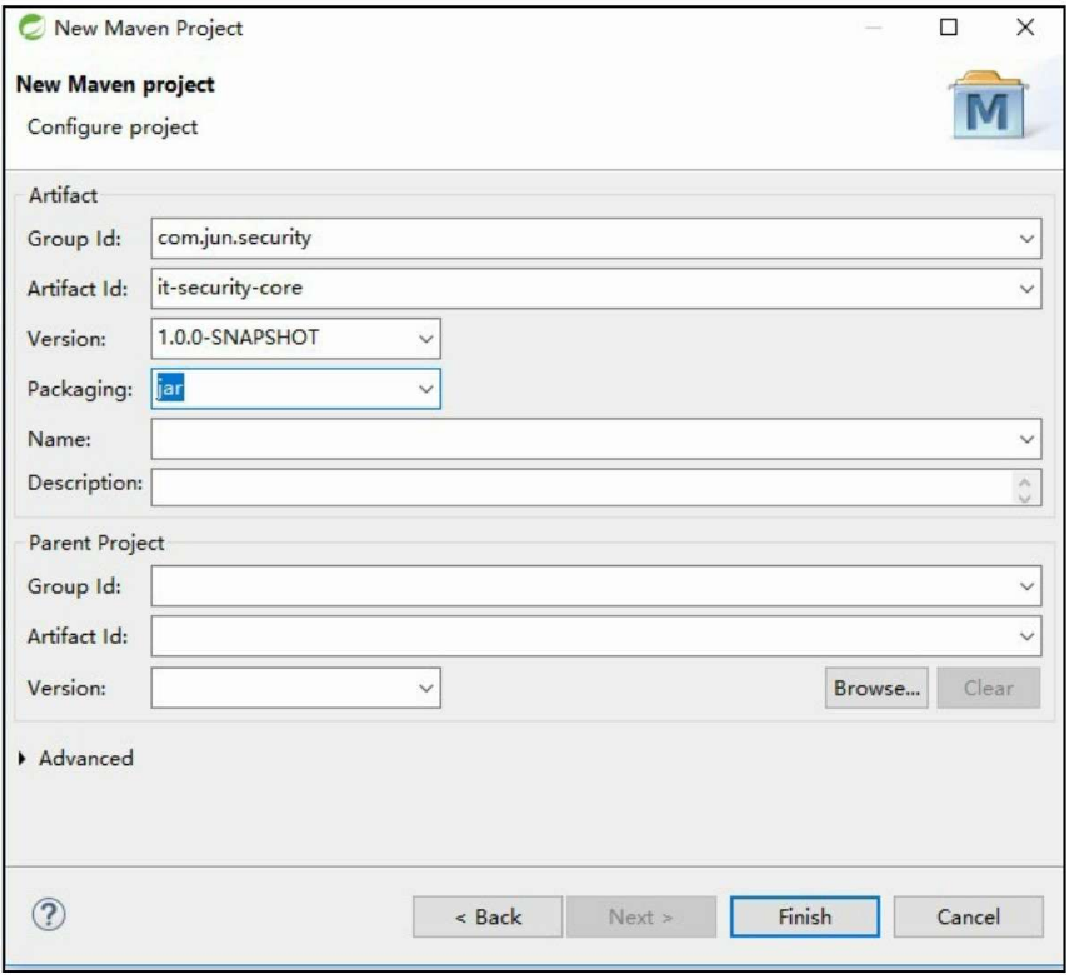 New Maven Project
New Maven project
Configure project
M
Artifact
Group Id: com.jun.security
Artifact Id: it-security-core
Version: 1.0.0-SNAPSHOT
Packaging: jar
Name:
Description:
Parent Project
Group Id:
Artifact Id:
Version: Browse... Clear
Advanced
? < Back Next > Finish Cancel